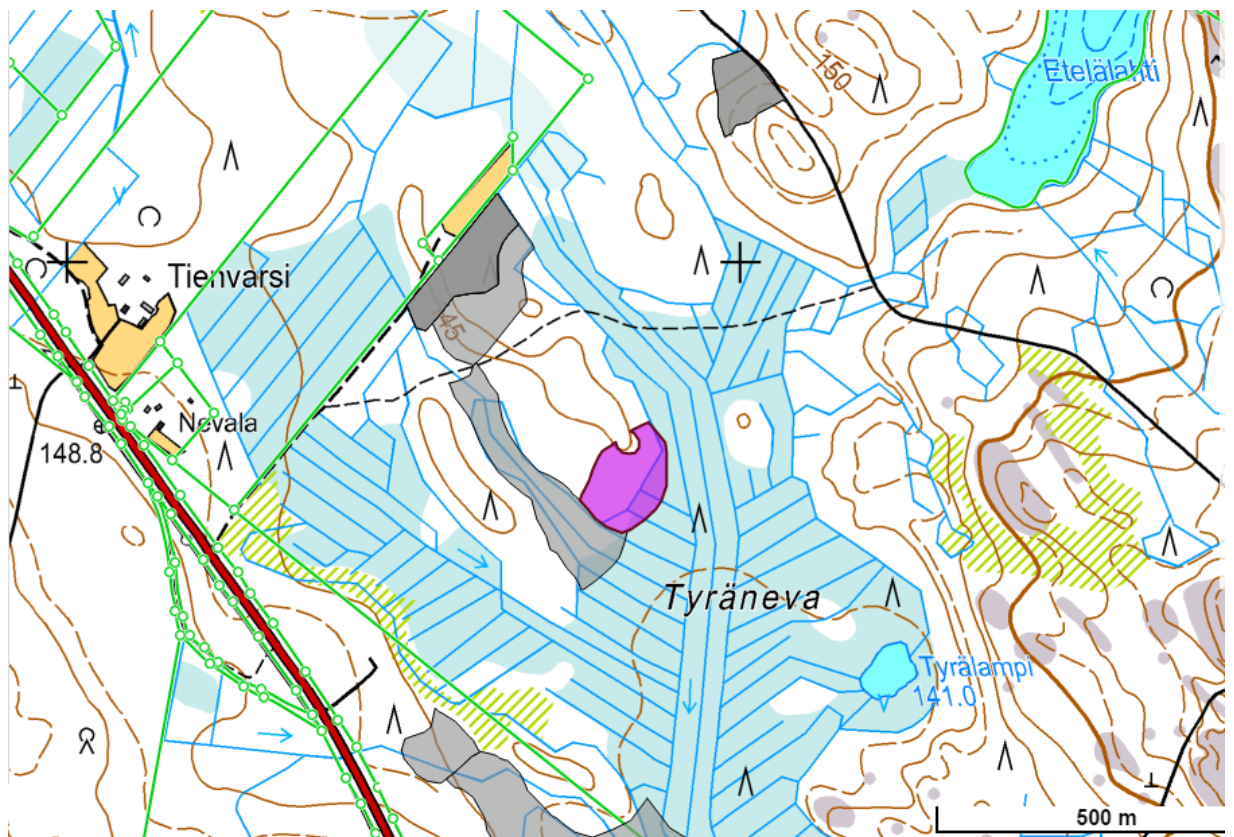 150
Etelälahti
Tienvarsi
45
Nevala
148.8
Tyräneva
Tyrälampi
141.0
500 m